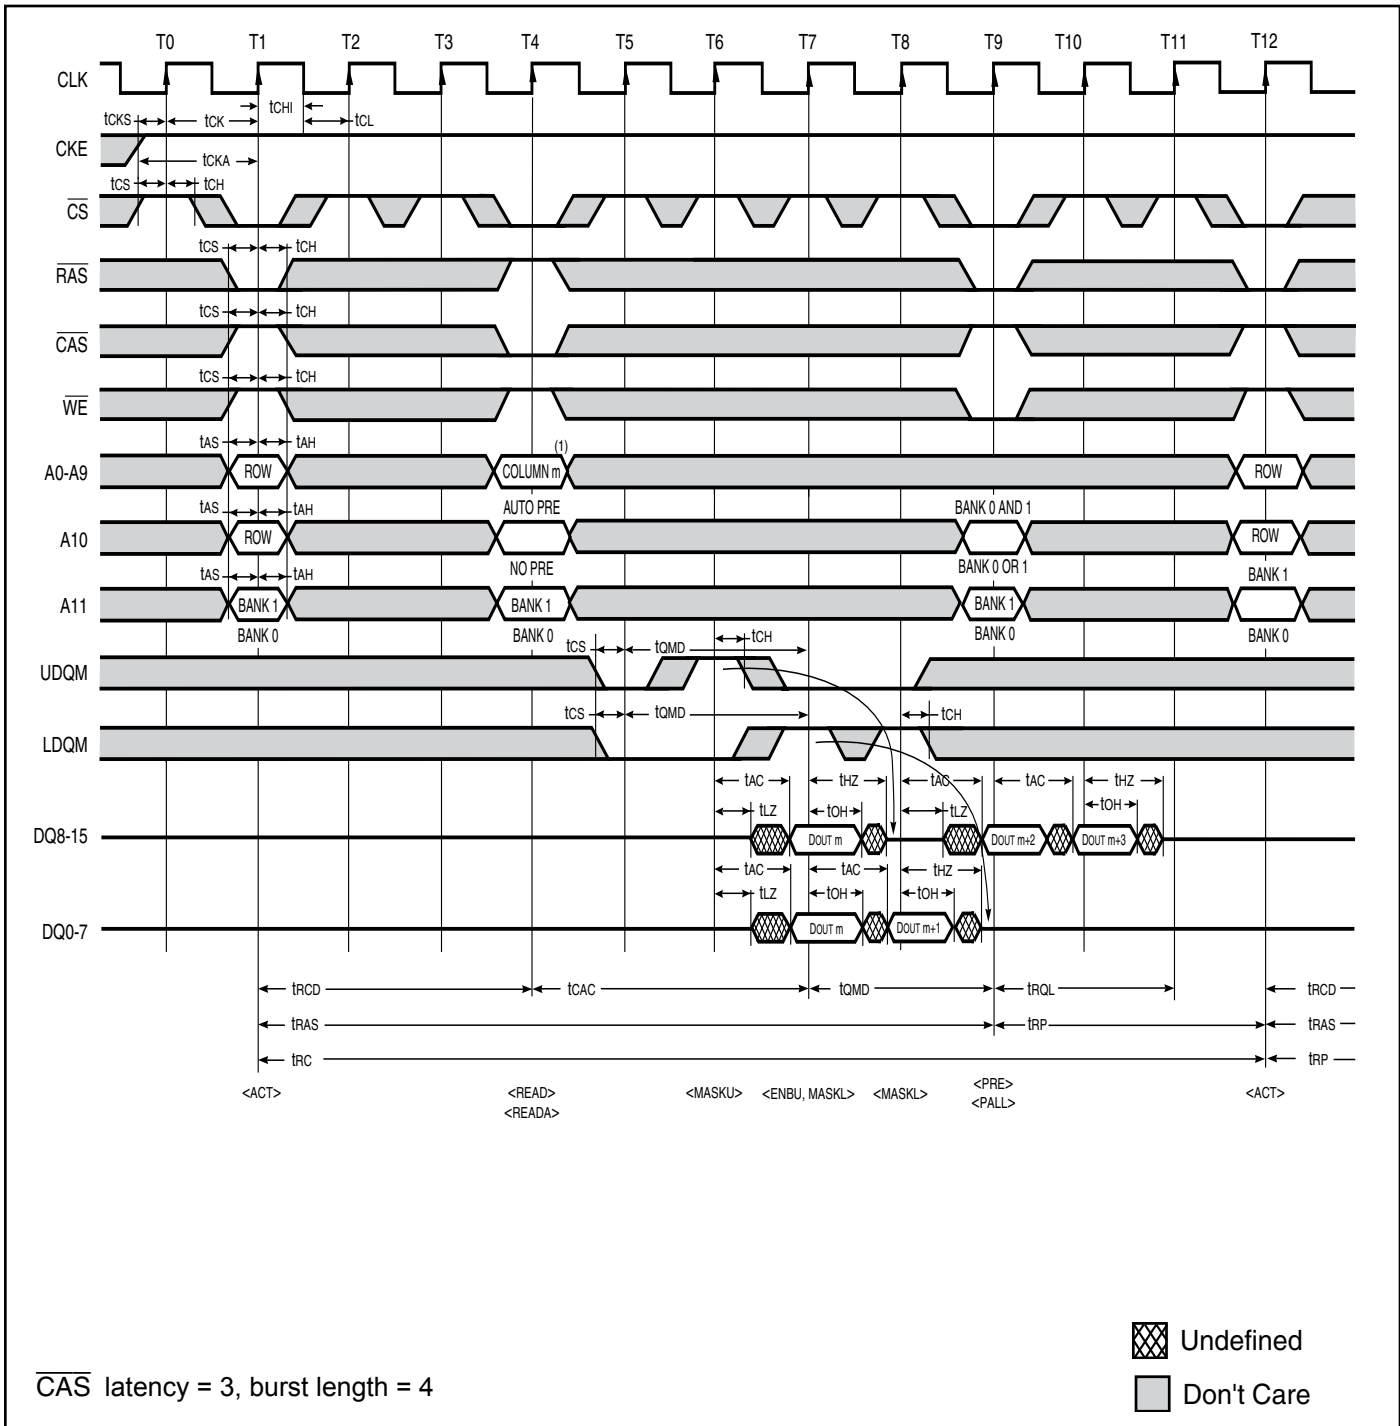 T0 T1 T2 T3 T4 T5 T6 T7 T8 T9 T10 T11 T12
CLK
tCHI
tCKS tCK tCL
CKE
tCKA
tCS tCH
CS
tCS tCH
RAS
tCS tCH
CAS
tCS tCH
WE
tAS tAH (1)
A0-A9 ROW COLUMN m ROW
tAS tAH AUTO PRE BANK 0 AND 1
A10 ROW ROW
NO PRE BANK 0 OR 1
tAS tAH BANK 1
A11 BANK 1 BANK 1 BANK 1
BANK 0 BANK 0 BANK 0 BANK 0
tCS tQMD tCH
UDQM
tCS tQMD tCH
LDQM
tAC tHZ tAC tAC tHZ
tLZ tOH tLZ tOH
DQ8-15 DOUT m DOUT m+2 DOUT m+3
tAC tAC tHZ
tLZ tOH tOH
DQ0-7 DOUT m DOUT m+1
tRCD tCAC tQMD tRQL tRCD
tRAS tRP tRAS
tRC tRP
<ACT> <READ> <MASKU> <ENBU, MASKL> <MASKL> <PRE> <ACT>
<READA> <PALL>
Undefined
CAS latency = 3, burst length = 4
Don't Care